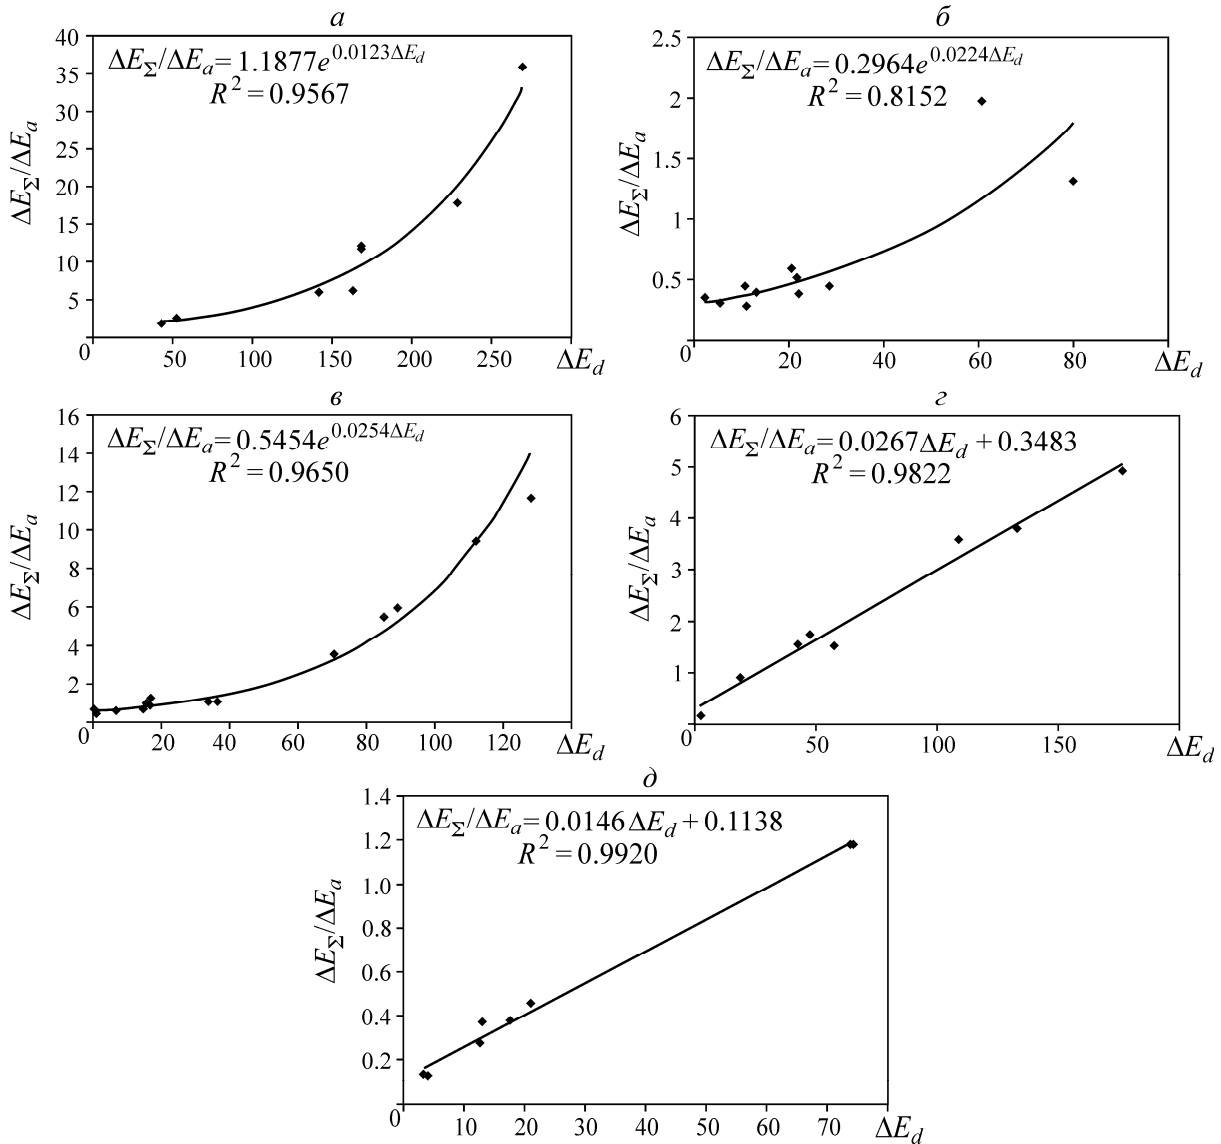 а
ΔE_Σ/ΔE_a=1.1877e^0.0123ΔE_d
R^2=0.9567
ΔE_Σ/ΔE_a
40
35
30
25
20
15
10
5
0 50 100 150 200 250 ΔE_d
б
ΔE_Σ/ΔE_a=0.2964e^0.0224ΔE_d
R^2=0.8152
ΔE_Σ/ΔE_a
2.5
2
1.5
1
0.5
0 20 40 60 80 ΔE_d
в
ΔE_Σ/ΔE_a=0.5454e^0.0254ΔE_d
R^2=0.9650
ΔE_Σ/ΔE_a
16
14
12
10
8
6
4
2
0 20 40 60 80 100 120 ΔE_d
г
ΔE_Σ/ΔE_a=0.0267ΔE_d+0.3483
R^2=0.9822
ΔE_Σ/ΔE_a
6
5
4
3
2
1
0 50 100 150 ΔE_d
д
ΔE_Σ/ΔE_a=0.0146ΔE_d+0.1138
R^2=0.9920
ΔE_Σ/ΔE_a
1.4
1.2
1.0
0.8
0.6
0.4
0.2
0 10 20 30 40 50 60 70 ΔE_d